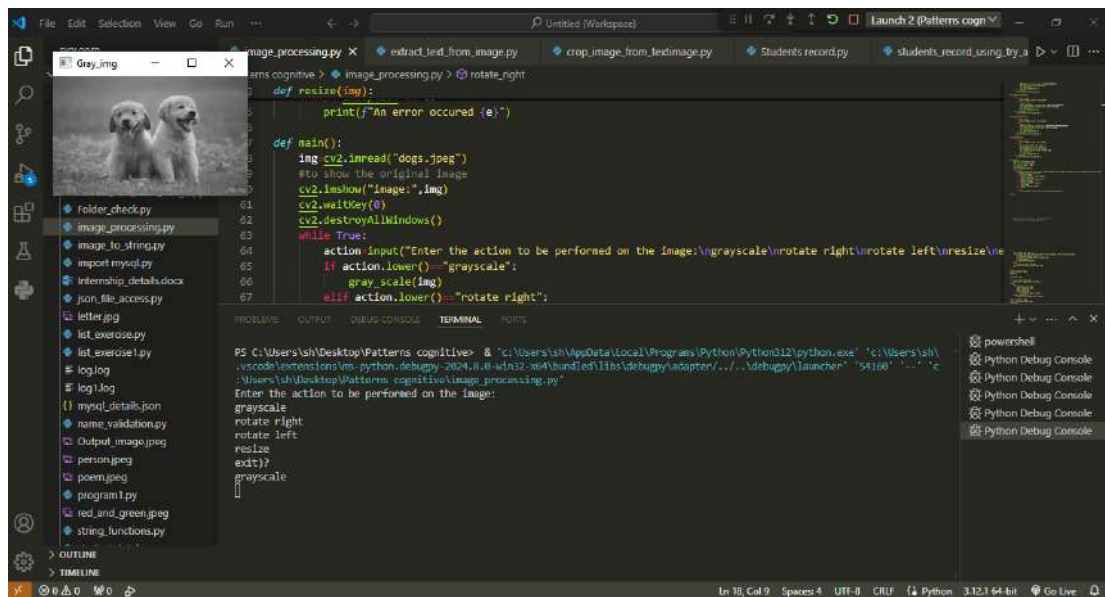 File Edit Selection View Go Run ... Untitled (Workspace) Launch 2 (Patterns cogn
Gray_img
image_processing.py extract_text_from_image.py crop_image_from_textimage.py Students record.py students_record_using_try_a
cognitive > image_processing.py > rotate_right
def resize(img):
print(f"An error occured {e}")
def main():
img=cv2.imread("dogs.jpeg")
#to show the original image
cv2.imshow("image:",img)
61 cv2.waitKey(0)
62 cv2.destroyAllWindows()
63 while True:
64 action=input("Enter the action to be performed on the image:\ngrayscale\nrotate right\nrotate left\nresize\ne
65 if action.lower()=="grayscale":
66 gray_scale(img)
67 elif action.lower()=="rotate right":
Folder_check.py
image_processing.py
image_to_string.py
import mysql.py
Internship_details.docx
json_file_access.py
letter.jpg
list_exercise.py
list_exercise1.py
log.log
log1.log
mysql_details.json
name_validation.py
Output_image.jpeg
person.jpeg
poem.jpeg
program1.py
red_and_green.jpeg
string_functions.py
OUTLINE
TIMELINE
PROBLEMS OUTPUT DEBUG CONSOLE TERMINAL PORTS
PS C:\Users\sh\Desktop\Patterns cognitive> & 'c:\Users\sh\AppData\Local\Programs\Python\Python312\python.exe' 'c:\Users\sh\
.vscode\extensions\ms-python.debugpy-2024.8.0-win32-x64\bundled\libs\debugpy\adapter/../..\debugpy\launcher' '54160' '--' 'c
:\Users\sh\Desktop\Patterns cognitive\image_processing.py'
Enter the action to be performed on the image:
grayscale
rotate right
rotate left
resize
exit)?
grayscale
powershell
Python Debug Console
Python Debug Console
Python Debug Console
Python Debug Console
Python Debug Console
0 0 0 Ln 18, Col 9 Spaces: 4 UTF-8 CRLF Python 3.12.1 64-bit Go Live